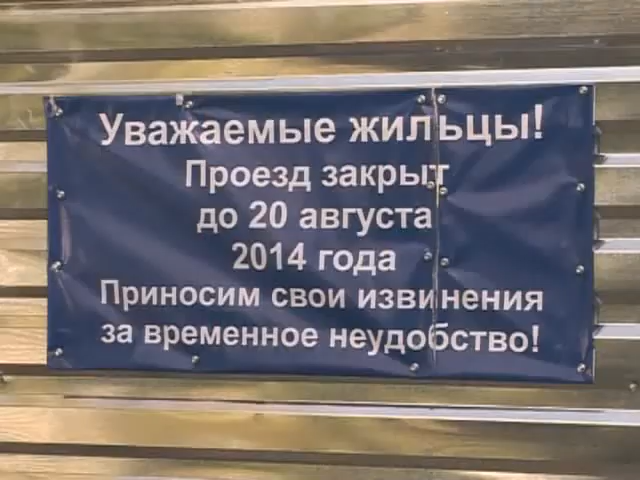 Уважаемые жильцы!
Проезд закрыт
до 20 августа
2014 года
Приносим свои извинения
за временное неудобство!